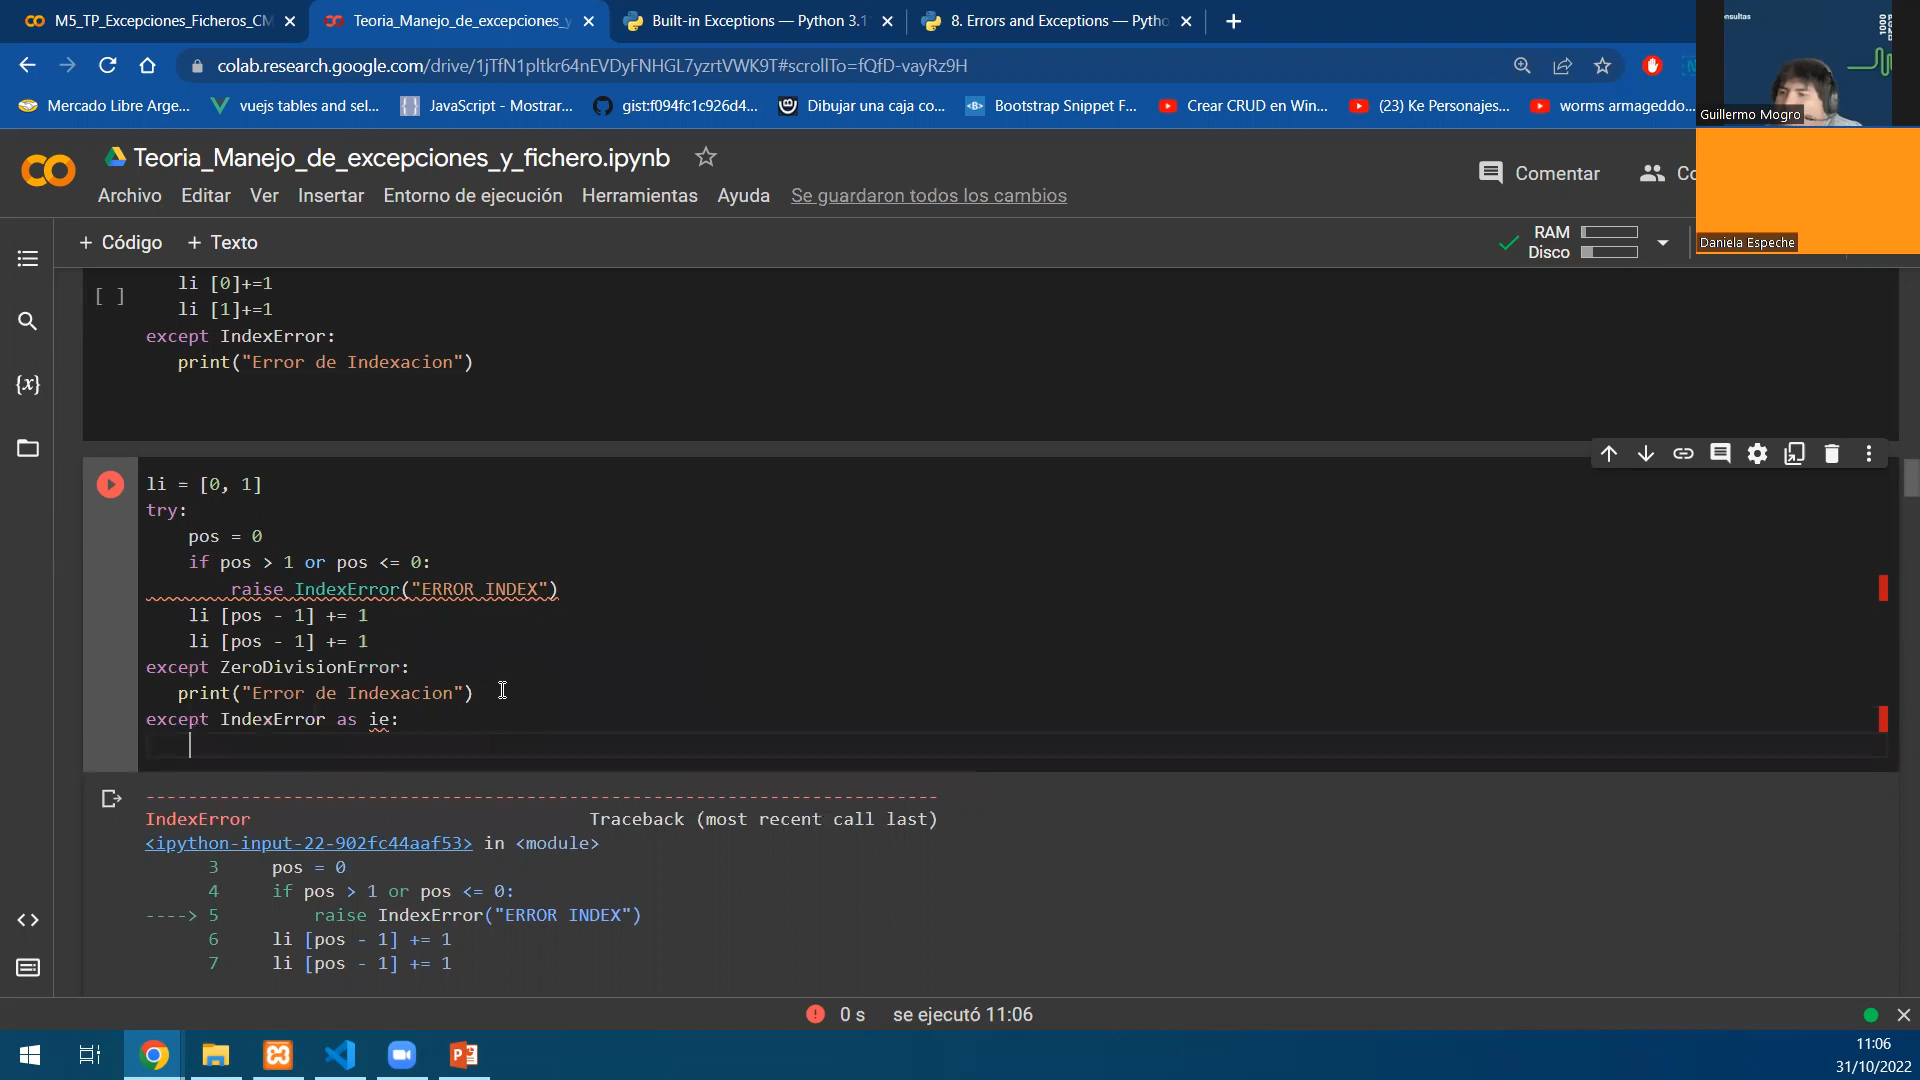 M5_TP_Excepciones_Ficheros_CM
Teoria_Manejo_de_excepciones_y
Built-in Exceptions — Python 3.1
8. Errors and Exceptions — Pytho
colab.research.google.com/drive/1jTfN1pltkr64nEVDyFNHGL7yzrtVWK9T#scrollTo=fQfD-vayRz9H
Mercado Libre Arge...
vuejs tables and sel...
JavaScript - Mostrar...
gist:f094fc1c926d4...
Dibujar una caja co...
Bootstrap Snippet F...
Crear CRUD en Win...
(23) Ke Personajes...
worms armageddo...
onsultas
1000
Guillermo Mogro
Daniela Espeche
Teoria_Manejo_de_excepciones_y_fichero.ipynb
Comentar
Co
Archivo Editar Ver Insertar Entorno de ejecución Herramientas Ayuda Se guardaron todos los cambios
+ Código + Texto
RAM
Disco
[ ]
li [0]+=1
li [1]+=1
except IndexError:
print("Error de Indexacion")
li = [0, 1]
try:
pos = 0
if pos > 1 or pos <= 0:
raise IndexError("ERROR INDEX")
li [pos - 1] += 1
li [pos - 1] += 1
except ZeroDivisionError:
print("Error de Indexacion")
except IndexError as ie:
---------------------------------------------------------------------------
IndexError Traceback (most recent call last)
<ipython-input-22-902fc44aaf53> in <module>
3 pos = 0
4 if pos > 1 or pos <= 0:
----> 5 raise IndexError("ERROR INDEX")
6 li [pos - 1] += 1
7 li [pos - 1] += 1
0 s se ejecutó 11:06
11:06
31/10/2022